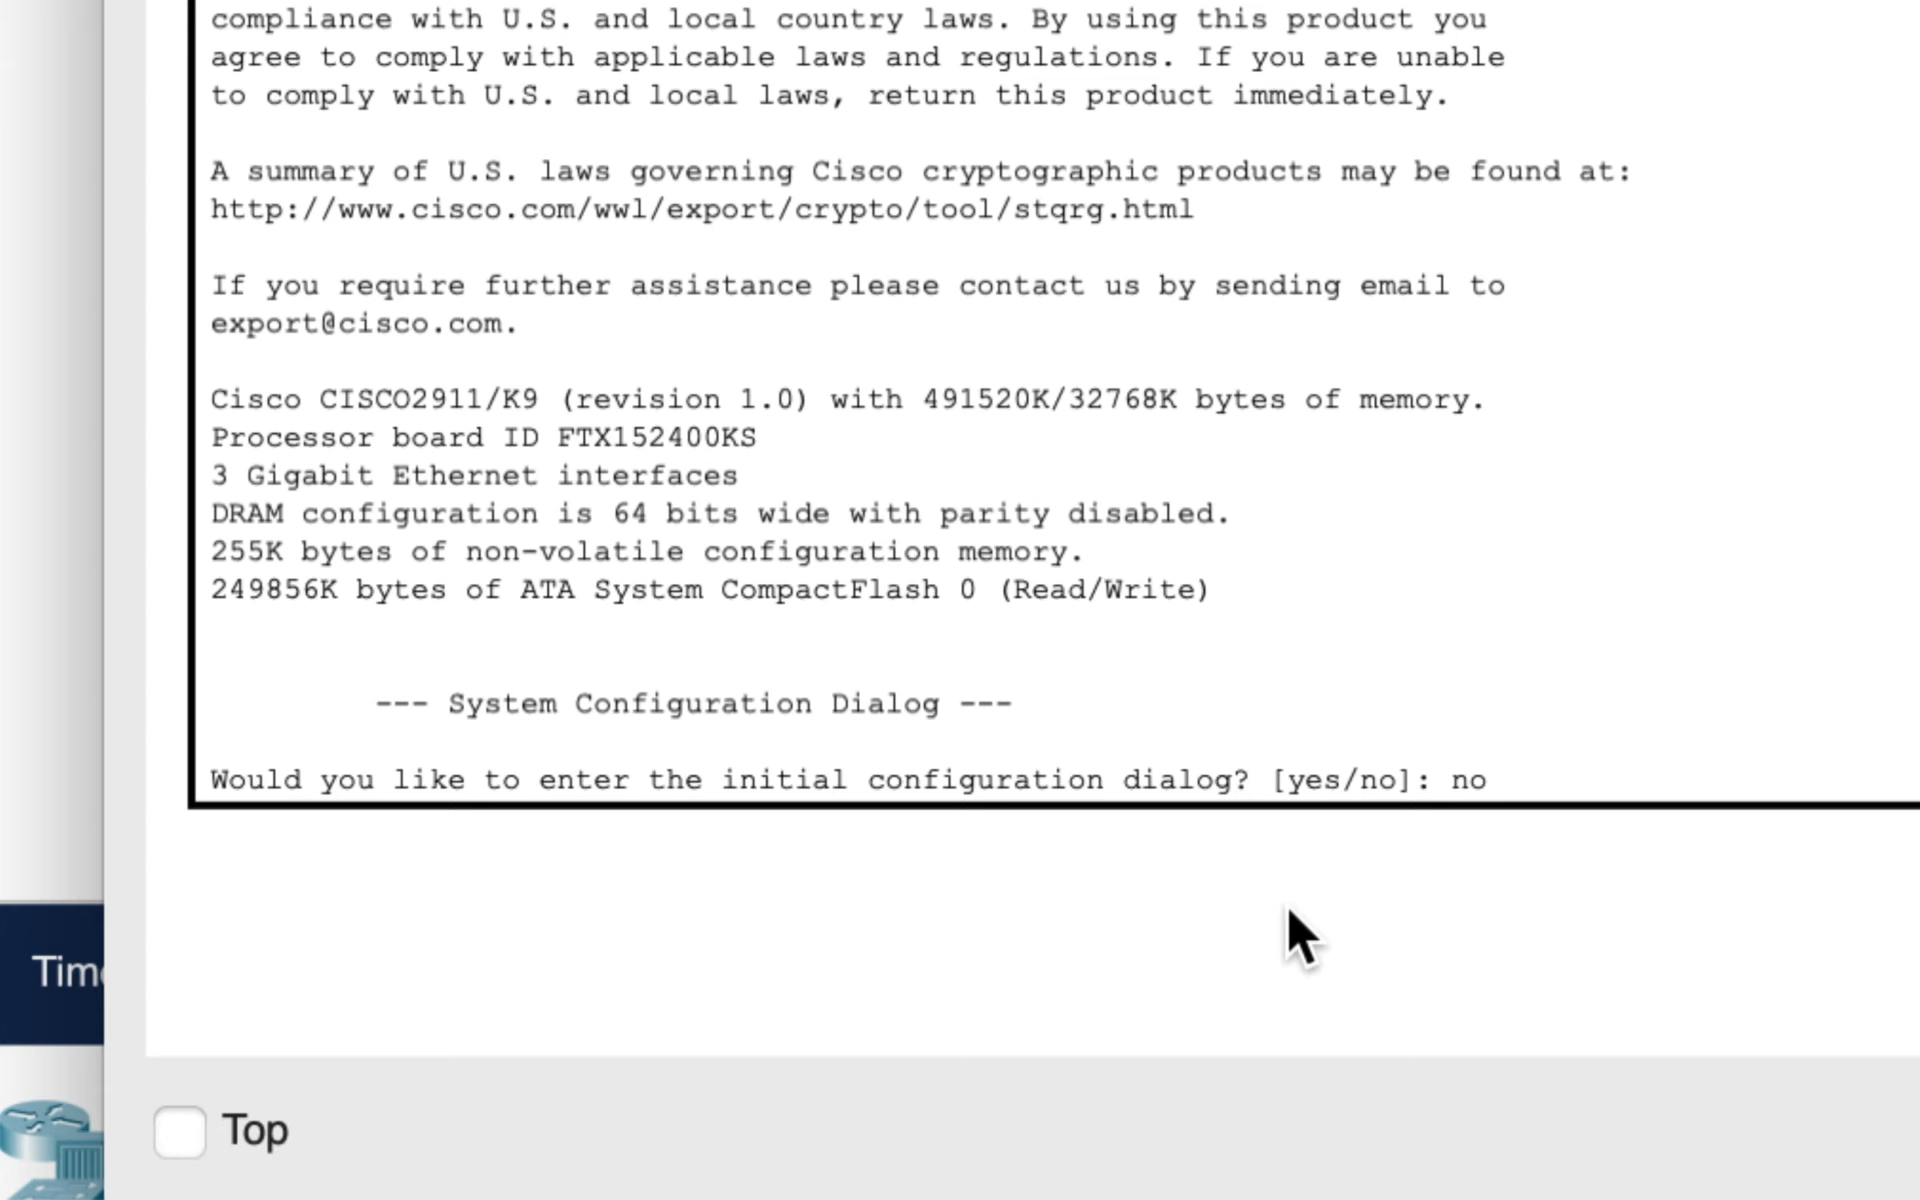 compliance with U.S. and local country laws. By using this product you
agree to comply with applicable laws and regulations. If you are unable
to comply with U.S. and local laws, return this product immediately.
A summary of U.S. laws governing Cisco cryptographic products may be found at:
http://www.cisco.com/wwl/export/crypto/tool/stqrg.html
If you require further assistance please contact us by sending email to
export@cisco.com.
Cisco CISCO2911/K9 (revision 1.0) with 491520K/32768K bytes of memory.
Processor board ID FTX152400KS
3 Gigabit Ethernet interfaces
DRAM configuration is 64 bits wide with parity disabled.
255K bytes of non-volatile configuration memory.
249856K bytes of ATA System CompactFlash 0 (Read/Write)
--- System Configuration Dialog ---
Would you like to enter the initial configuration dialog? [yes/no]: no
Top